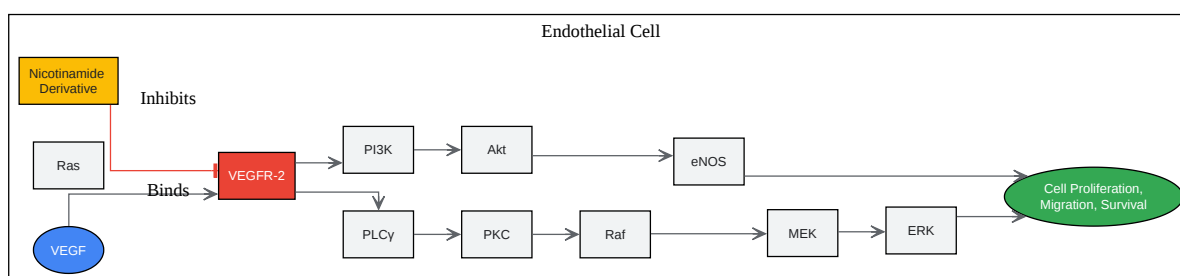 Endothelial Cell
Nicotinamide
Derivative
Inhibits
Ras
VEGFR-2
PI3K
Akt
eNOS
Binds
VEGF
PLCγ
PKC
Raf
MEK
ERK
Cell Proliferation,
Migration, Survival